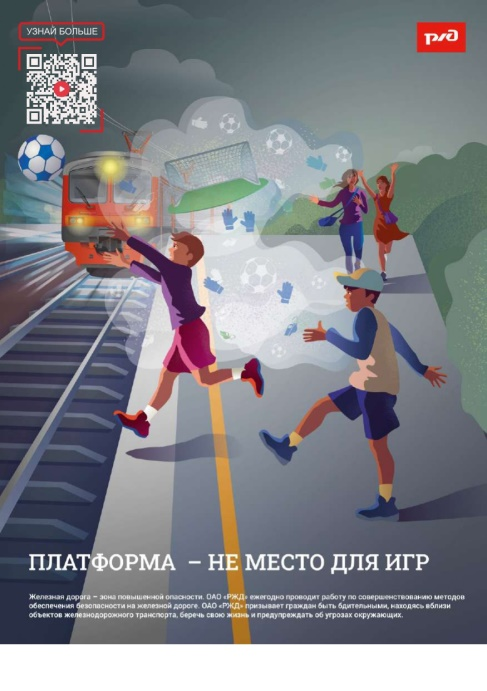 УЗНАЙ БОЛЬШЕ
ржд
ПЛАТФОРМА – НЕ МЕСТО ДЛЯ ИГР
Железная дорога – зона повышенной опасности. ОАО «РЖД» ежегодно проводит работу по совершенствованию методов
обеспечения безопасности на железной дороге. ОАО «РЖД» призывает граждан быть бдительными, находясь вблизи
объектов железнодорожного транспорта, беречь свою жизнь и предупреждать об угрозах окружающих.